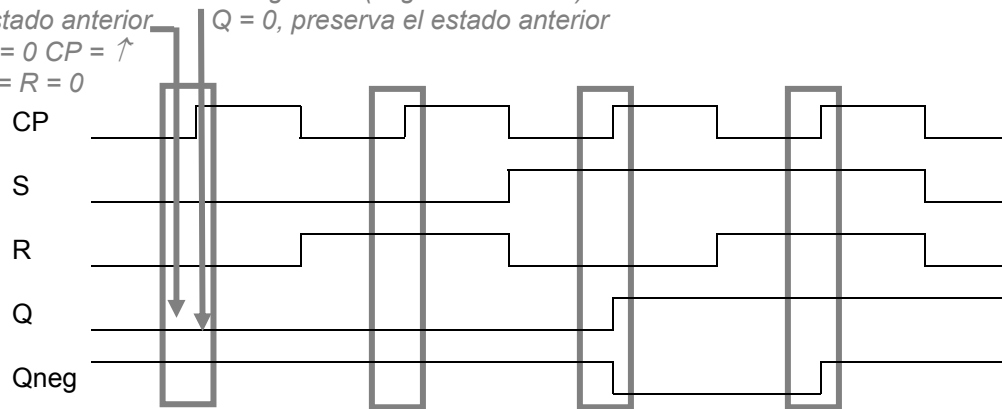 stado anterior
Q = 0, preserva el estado anterior
= 0 CP = ↑
= R = 0
CP
S
R
Q
Qneg